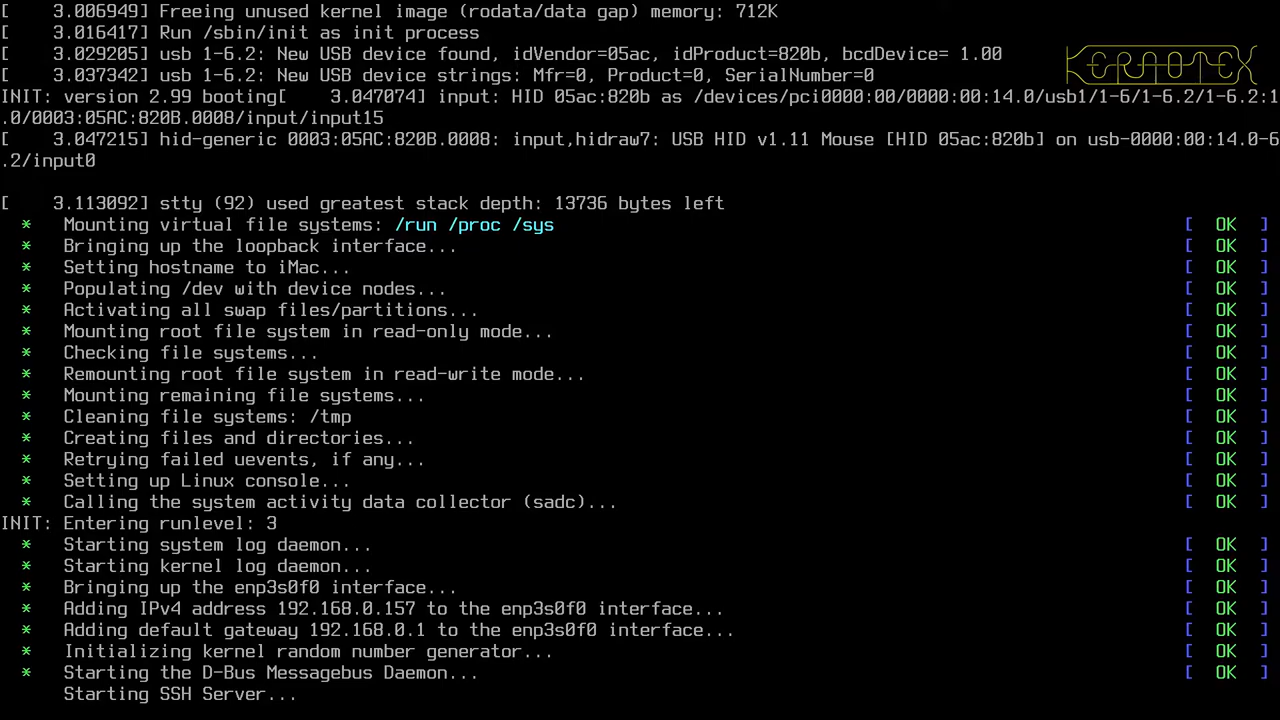 [    3.006949] Freeing unused kernel image (rodata/data gap) memory: 712K
[    3.016417] Run /sbin/init as init process
[    3.029205] usb 1-6.2: New USB device found, idVendor=05ac, idProduct=820b, bcdDevice= 1.00
[    3.037342] usb 1-6.2: New USB device strings: Mfr=0, Product=0, SerialNumber=0
KERNOTEX
INIT: version 2.99 booting[    3.047074] input: HID 05ac:820b as /devices/pci0000:00/0000:00:14.0/usb1/1-6/1-6.2/1-6.2:1
.0/0003:05AC:820B.0008/input/input15
[    3.047215] hid-generic 0003:05AC:820B.0008: input,hidraw7: USB HID v1.11 Mouse [HID 05ac:820b] on usb-0000:00:14.0-6
.2/input0
[    3.113092] stty (92) used greatest stack depth: 13736 bytes left
*   Mounting virtual file systems: /run /proc /sys [ OK ]
*   Bringing up the loopback interface... [ OK ]
*   Setting hostname to iMac... [ OK ]
*   Populating /dev with device nodes... [ OK ]
*   Activating all swap files/partitions... [ OK ]
*   Mounting root file system in read-only mode... [ OK ]
*   Checking file systems... [ OK ]
*   Remounting root file system in read-write mode... [ OK ]
*   Mounting remaining file systems... [ OK ]
*   Cleaning file systems: /tmp [ OK ]
*   Creating files and directories... [ OK ]
*   Retrying failed uevents, if any... [ OK ]
*   Setting up Linux console... [ OK ]
*   Calling the system activity data collector (sadc)... [ OK ]
INIT: Entering runlevel: 3
*   Starting system log daemon... [ OK ]
*   Starting kernel log daemon... [ OK ]
*   Bringing up the enp3s0f0 interface... [ OK ]
*   Adding IPv4 address 192.168.0.157 to the enp3s0f0 interface... [ OK ]
*   Adding default gateway 192.168.0.1 to the enp3s0f0 interface... [ OK ]
*   Initializing kernel random number generator... [ OK ]
*   Starting the D-Bus Messagebus Daemon... [ OK ]
Starting SSH Server...